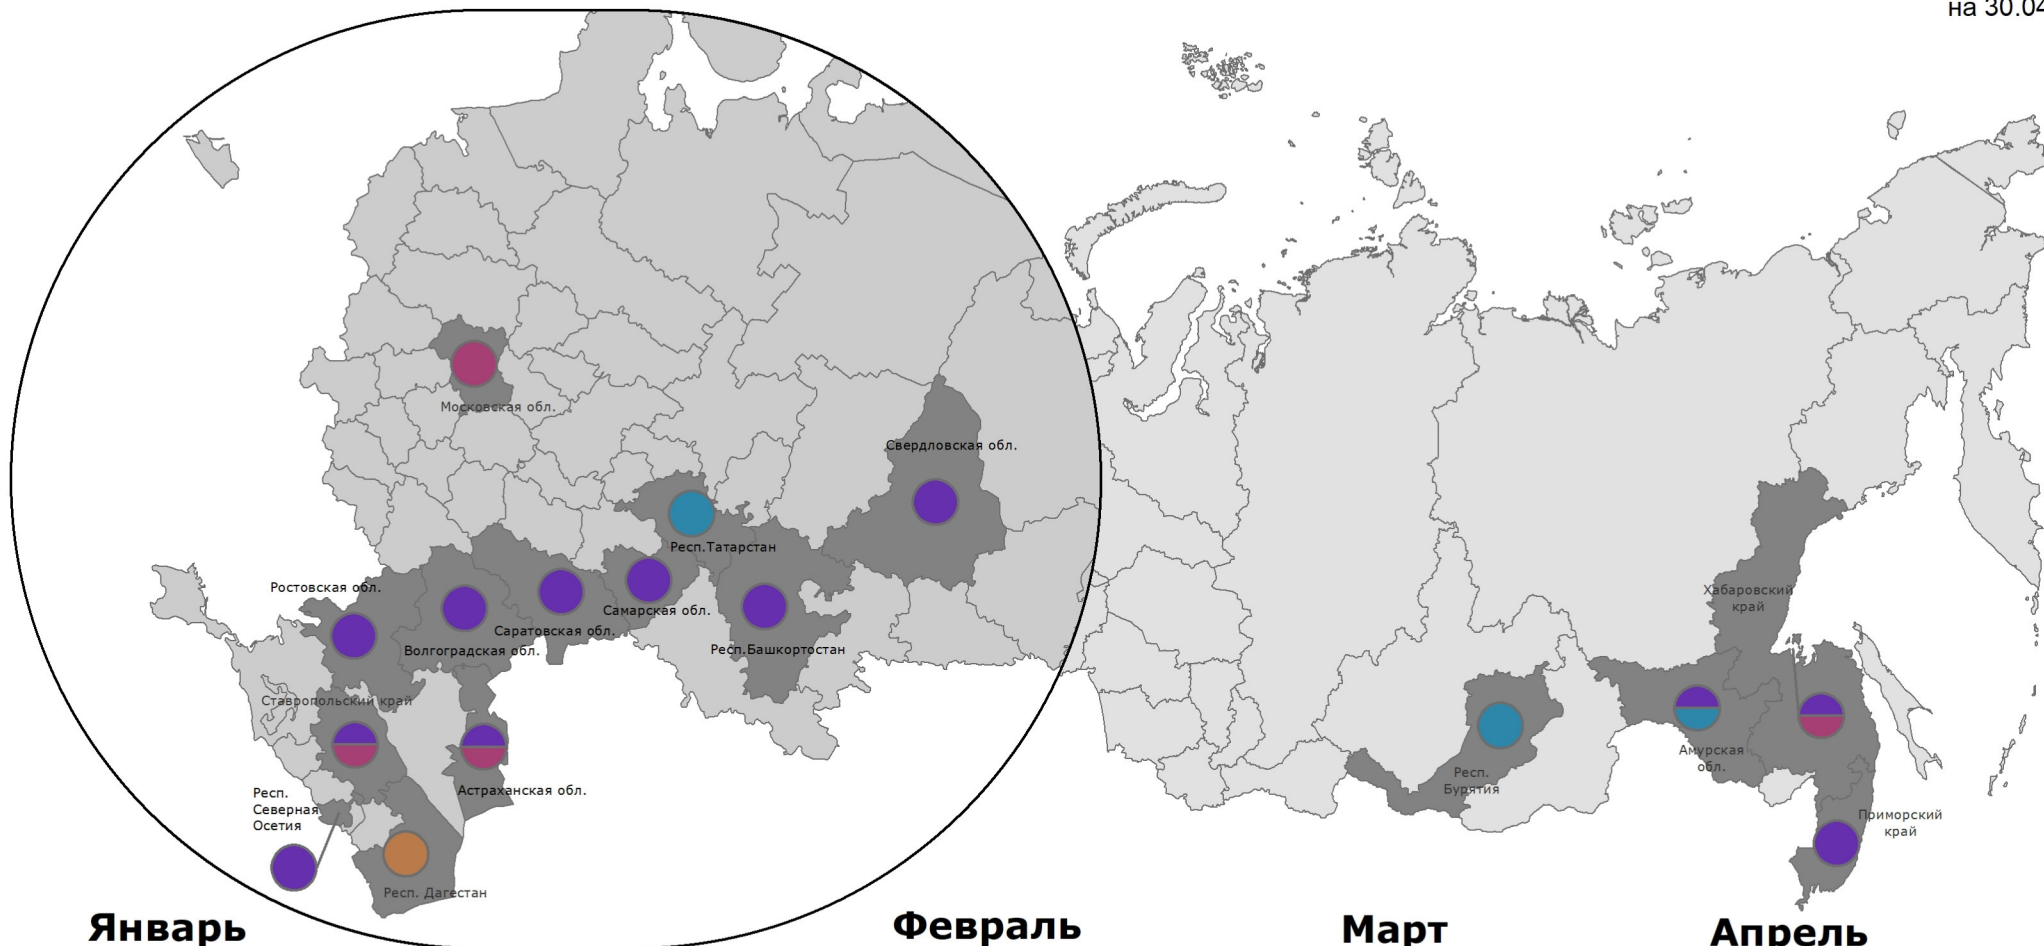 на 30.04
Московская обл.
Свердловская обл.
Респ.Татарстан
Ростовская обл.
Самарская обл.
Саратовская обл.
Волгоградская обл.
Респ.Башкортостан
Ставропольский край
Астраханская обл.
Респ.
Северная
Осетия
Респ. Дагестан
Хабаровский
край
Амурская
обл.
Респ.
Бурятия
Приморский
край
Январь
Февраль
Март
Апрель